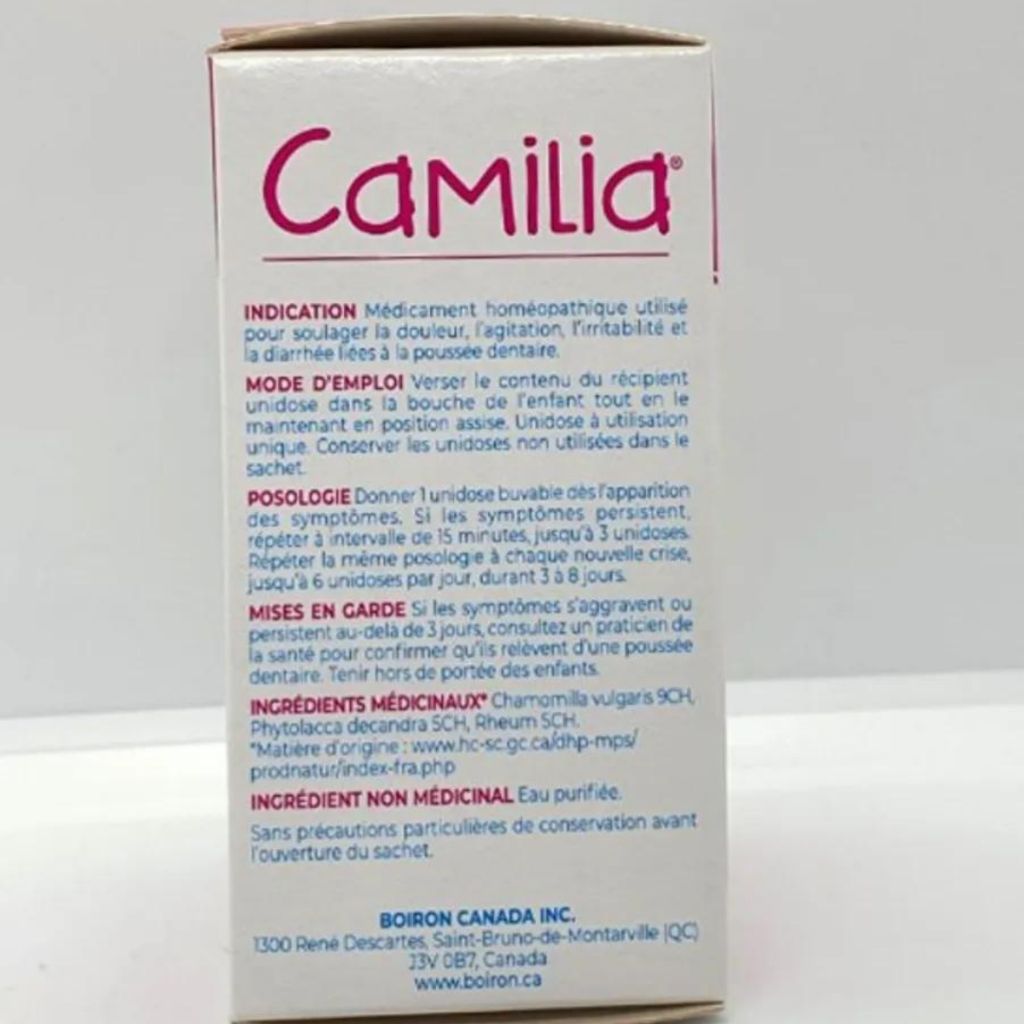 Camilia®
INDICATION Médicament homéopathique utilisé
pour soulager la douleur, l'agitation, l'irritabilité et
la diarrhée liées à la poussée dentaire.
MODE D'EMPLOI Verser le contenu du récipient
unidose dans la bouche de l'enfant tout en le
maintenant en position assise. Unidose à utilisation
unique. Conserver les unidoses non utilisées dans le
sachet.
POSOLOGIE Donner 1 unidose buvable dès l'apparition
des symptômes. Si les symptômes persistent,
répéter à intervalle de 15 minutes, jusqu'à 3 unidoses.
Répéter la même posologie à chaque nouvelle crise,
jusqu'à 6 unidoses par jour, durant 3 à 8 jours.
MISES EN GARDE Si les symptômes s'aggravent ou
persistent au-delà de 3 jours, consultez un praticien de
la santé pour confirmer qu'ils relèvent d'une poussée
dentaire. Tenir hors de portée des enfants.
INGRÉDIENTS MÉDICINAUX* Chamomilla vulgaris 9CH,
Phytolacca decandra 5CH, Rheum 5CH.
*Matière d'origine : www.hc-sc.gc.ca/dhp-mps/
prodnatur/index-fra.php
INGRÉDIENT NON MÉDICINAL Eau purifiée.
Sans précautions particulières de conservation avant
l'ouverture du sachet.
BOIRON CANADA INC.
1300 René Descartes, Saint-Bruno-de-Montarville (QC)
J3V 0B7, Canada
www.boiron.ca